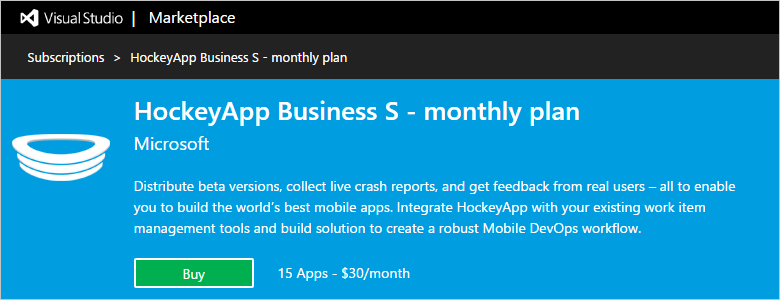 Visual Studio | Marketplace
Subscriptions > HockeyApp Business S - monthly plan
HockeyApp Business S - monthly plan
Microsoft
Distribute beta versions, collect live crash reports, and get feedback from real users – all to enable
you to build the world's best mobile apps. Integrate HockeyApp with your existing work item
management tools and build solution to create a robust Mobile DevOps workflow.
Buy 15 Apps - $30/month